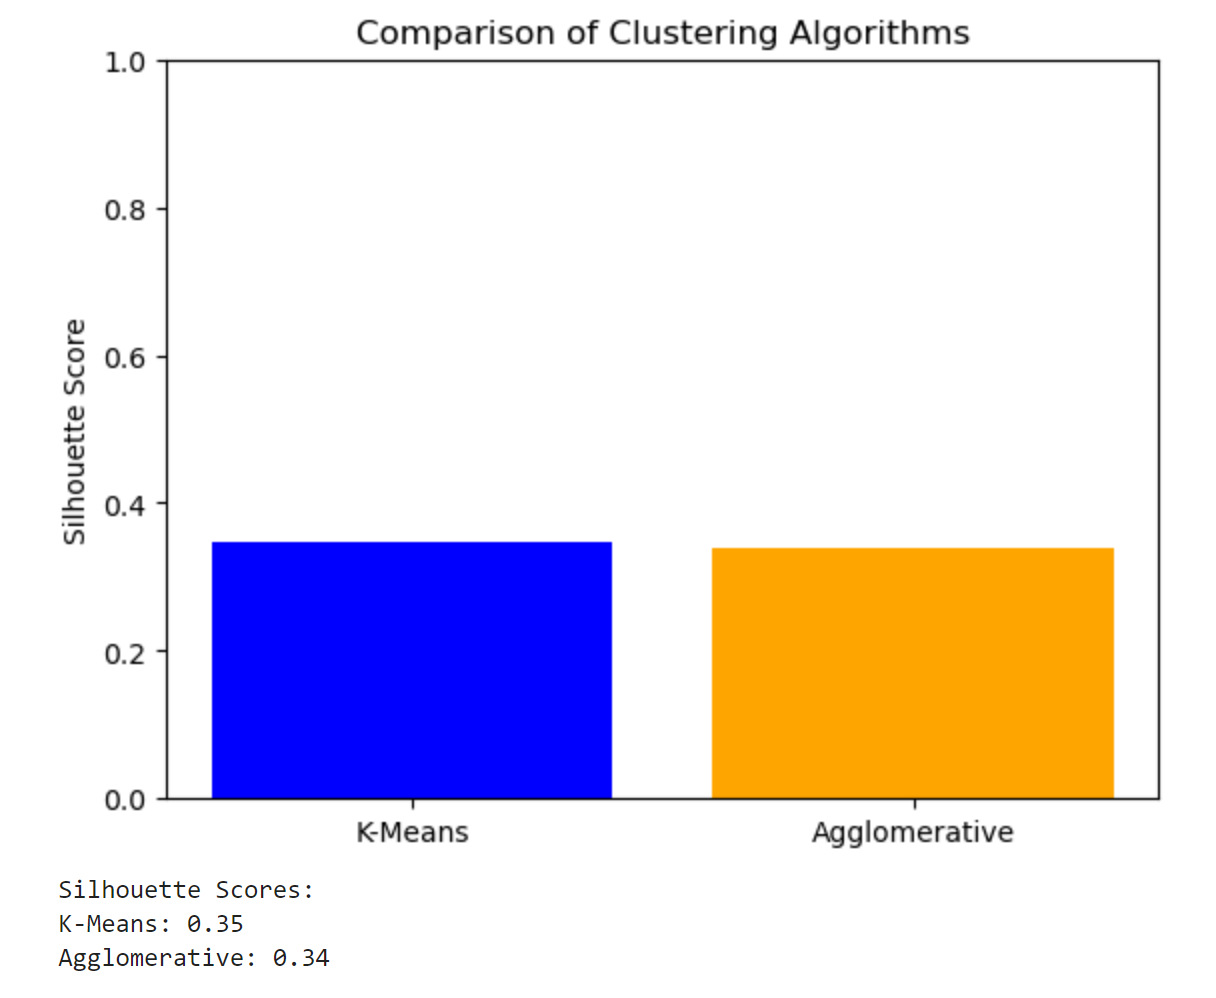 Comparison of Clustering Algorithms
1.0
0.8
0.6
0.4
0.2
0.0
Silhouette Score
K-Means
Agglomerative
Silhouette Scores:
K-Means: 0.35
Agglomerative: 0.34